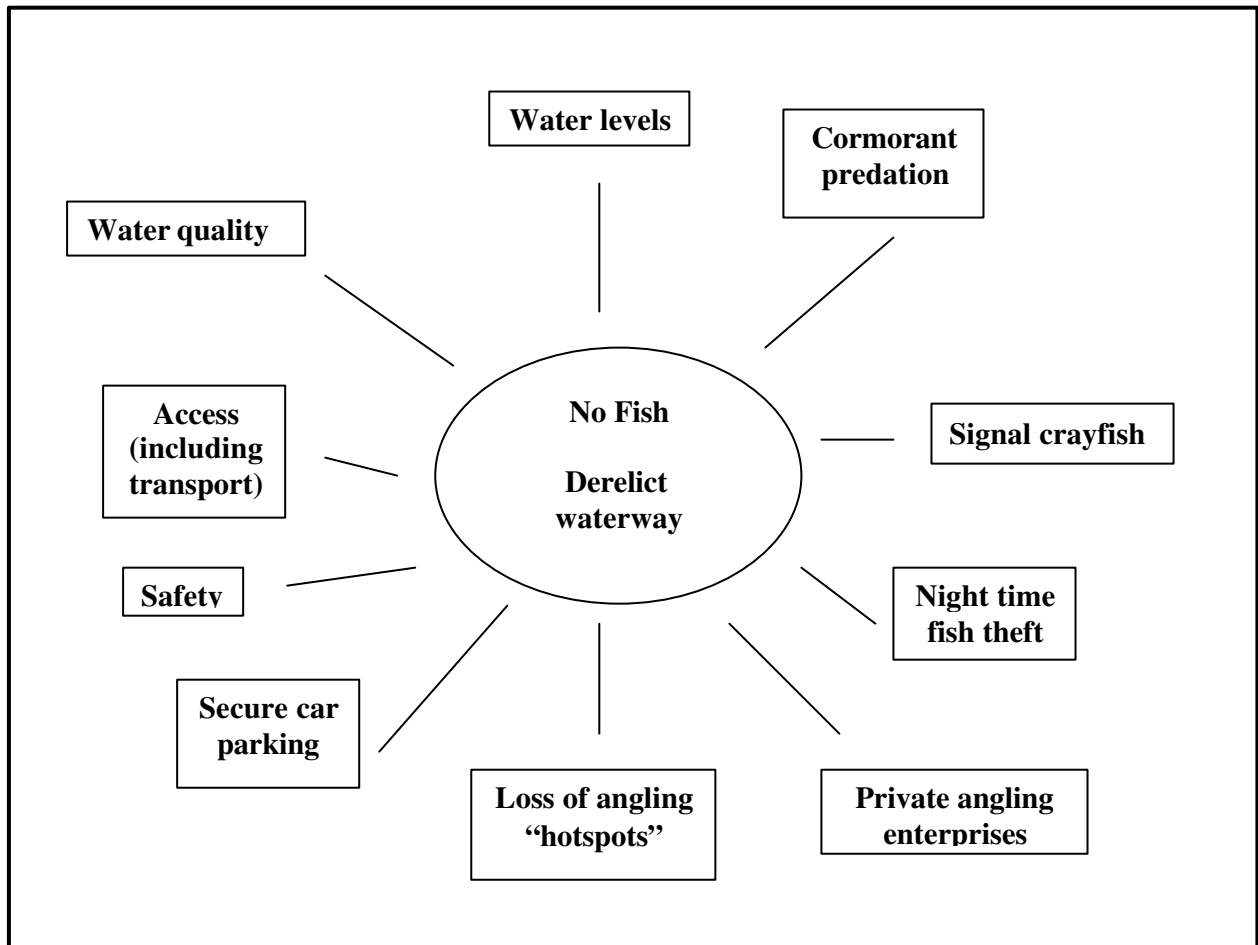 Water levels
Cormorant
predation
Water quality
No Fish
Derelict
waterway
Access
(including
transport)
Signal crayfish
Safety
Night time
fish theft
Secure car
parking
Loss of angling
“hotspots”
Private angling
enterprises